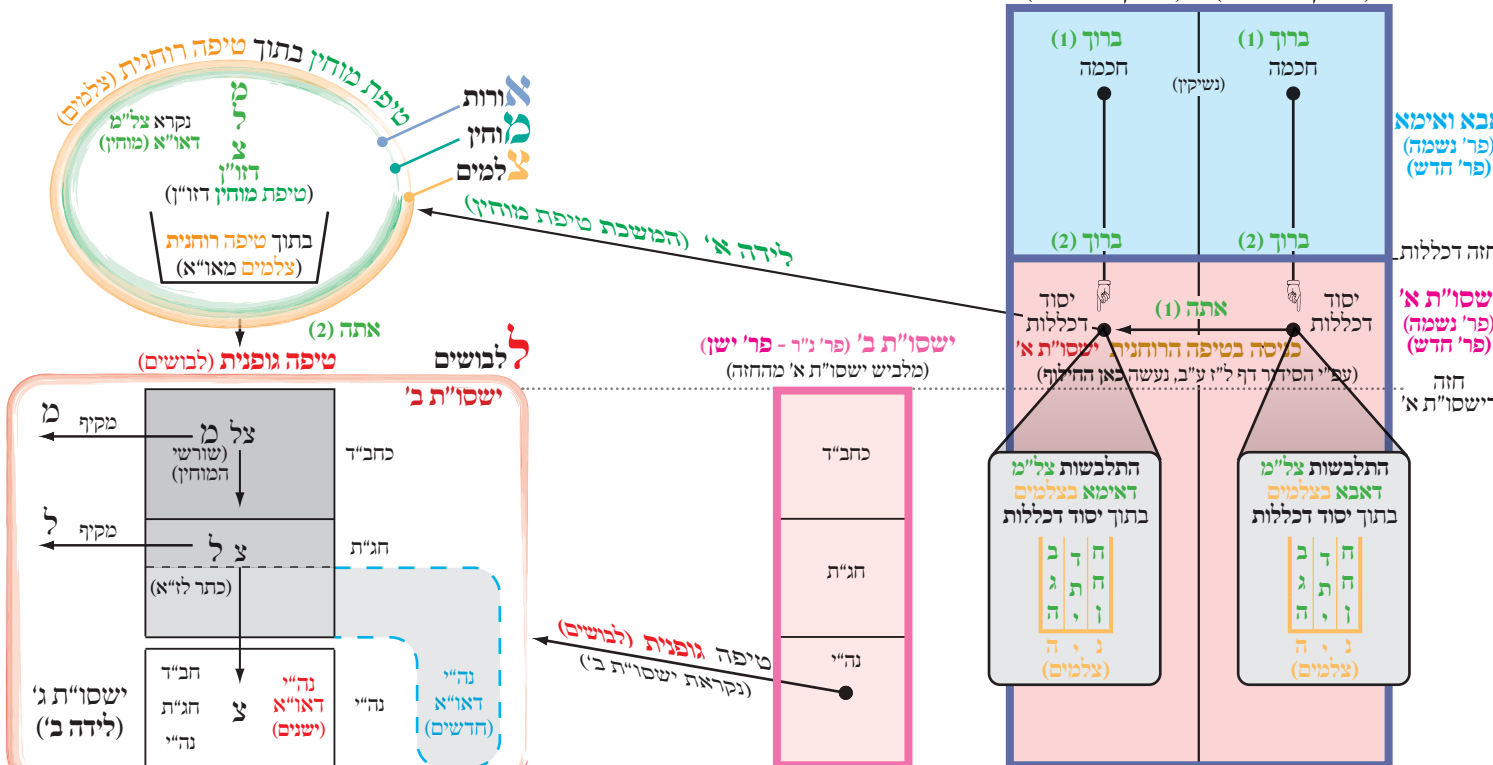 ברוך (1)
חכמה
ברוך (1)
חכמה
(נשיקין)
ברוך (2)
ברוך (2)
אבא ואימא
(פר' נשמה)
(פר' חדש)
חזה דכללות
ישסו"ת א'
(פר' נשמה)
(פר' חדש)
חזה
דישסו"ת א'
יסוד
דכללות
אתה (1)
יסוד
דכללות
כניסה בטיפה הרוחנית ישסו"ת א'
(עפ"י הסידור דף ל"ז ע"ב, נעשה כאן החילוף)
התלבשות צל"מ
דאבא בצלמים
בתוך יסוד דכללות
ח ד ב
ח ת ג
ן י ה
נ י ה
(צלמים)
התלבשות צל"מ
דאימא בצלמים
בתוך יסוד דכללות
ח ד ב
ח ת ג
ן י ה
נ י ה
(צלמים)
לידה א' (המשכת טיפת מוחין)
ישסו"ת ב' (פר' נ"ר - פר' ישן)
(מלביש ישסו"ת א' מהחזה)
כחב"ד
חג"ת
נה"י
טיפה גופנית (לבושים)
(נקראת ישסו"ת ב')
אורות
מוחין
צלמים
טיפת מוחין בתוך טיפה רוחנית (צלמים)
מ
ל
צ
נקרא צל"מ
דאו"א (מוחין)
דזו"ן
(טיפת מוחין דזו"ן)
בתוך טיפה רוחנית
(צלמים מאו"א)
אתה (2)
טיפה גופנית (לבושים)
לבושים
ישסו"ת ב'
כחב"ד
צל מ
(שורשי
המוחין)
מקיף
מ
חג"ת
צ ל
מקיף
ל
(כתר לז"א)
נה"י
דאו"א
(חדשים)
נה"י
נה"י
דאו"א
(ישנים)
צ
חב"ד
חג"ת
נה"י
ישסו"ת ג'
(לידה ב')